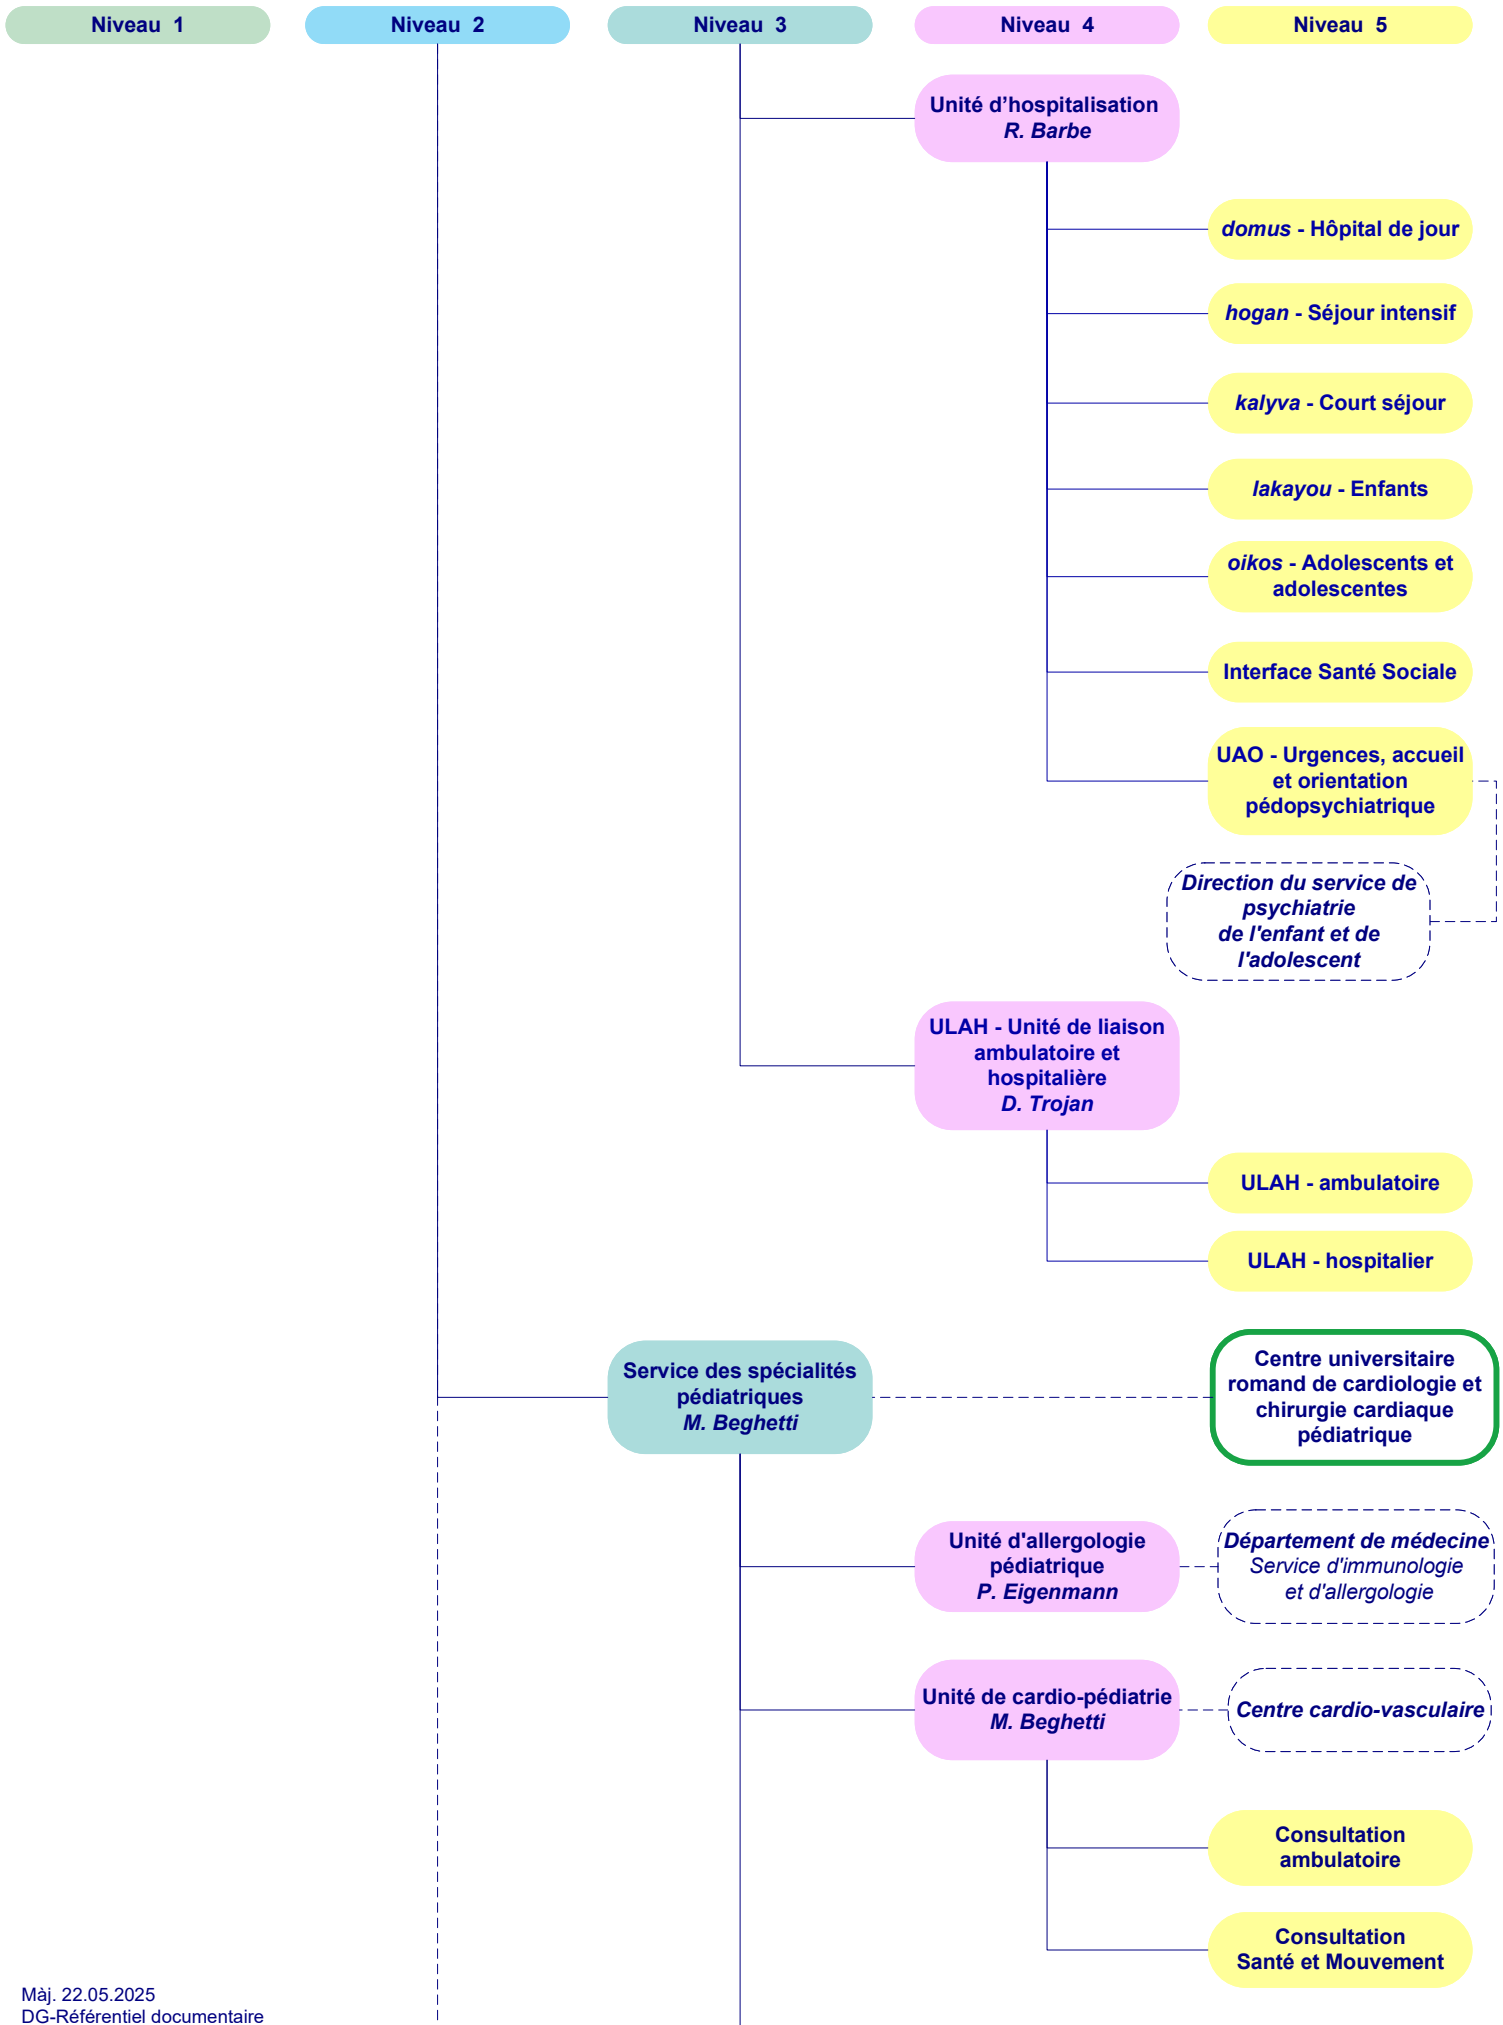 Niveau 1
Niveau 2
Niveau 3
Niveau 4
Niveau 5
Unité d’hospitalisation
R. Barbe
domus - Hôpital de jour
hogan - Séjour intensif
kalyva - Court séjour
lakayou - Enfants
oikos - Adolescents et
adolescentes
Interface Santé Sociale
UAO - Urgences, accueil
et orientation
pédopsychiatrique
Direction du service de
psychiatrie
de l'enfant et de
l'adolescent
ULAH - Unité de liaison
ambulatoire et
hospitalière
D. Trojan
ULAH - ambulatoire
ULAH - hospitalier
Service des spécialités
pédiatriques
M. Beghetti
Centre universitaire
romand de cardiologie et
chirurgie cardiaque
pédiatrique
Unité d'allergologie
pédiatrique
P. Eigenmann
Département de médecine
Service d'immunologie
et d'allergologie
Unité de cardio-pédiatrie
M. Beghetti
Centre cardio-vasculaire
Consultation
ambulatoire
Consultation
Santé et Mouvement
Màj. 22.05.2025
DG-Référentiel documentaire